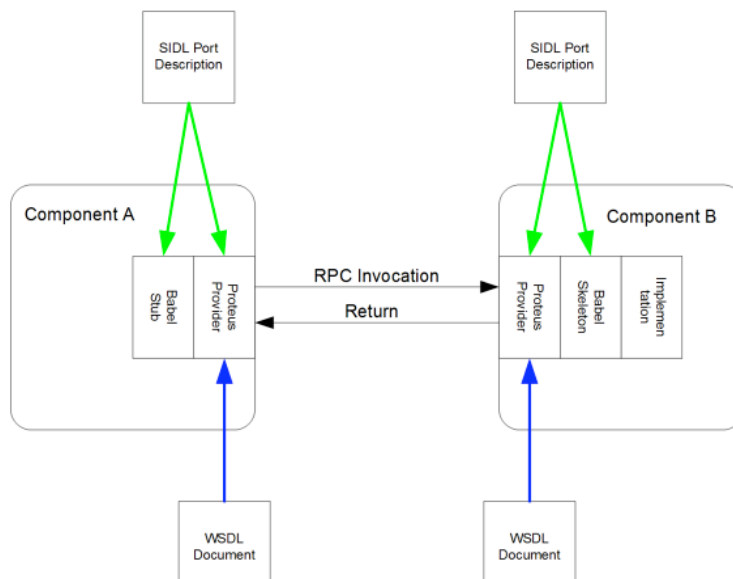 SIDL Port
Description
SIDL Port
Description
Component A
Component B
Babel
Stub
Proteus
Provider
RPC Invocation
Return
Proteus
Provider
Babel
Skeleton
Implemen
tation
WSDL
Document
WSDL
Document